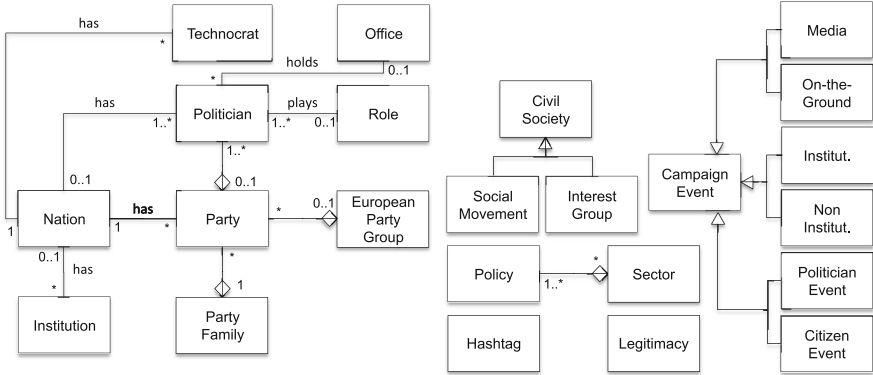 has
Technocrat
*
Office
0..1
holds
*
has
Politician
plays
Role
1..*
1..*
0..1
1..*
0..1
0..1
Nation
has
Party
*
0..1
European
Party
Group
1
1
*
0..1
has
*
*
1
Institution
Party
Family
Civil
Society
Social
Movement
Interest
Group
Policy
*
Sector
1..*
Hashtag
Legitimacy
Media
On-the-
Ground
Campaign
Event
Institut.
Non
Institut.
Politician
Event
Citizen
Event